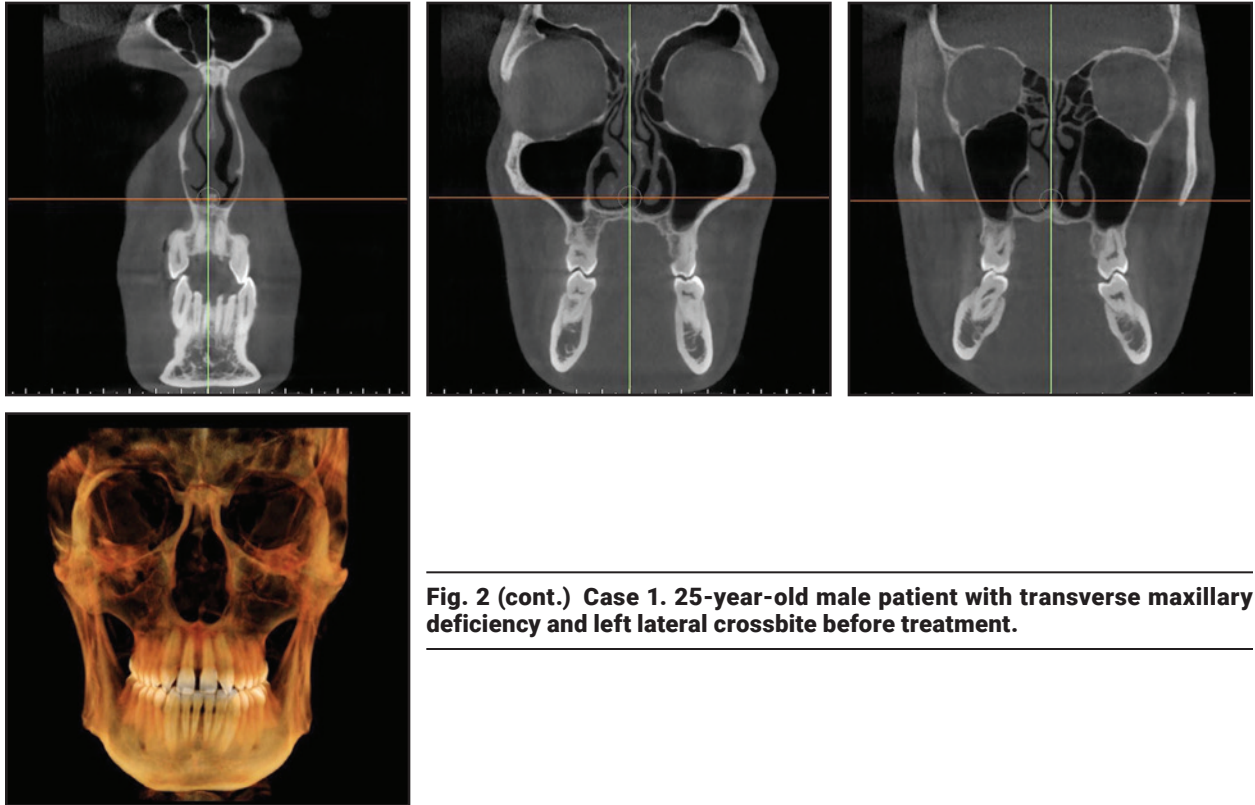 Fig. 2 (cont.) Case 1. 25-year-old male patient with transverse maxillary
deficiency and left lateral crossbite before treatment.